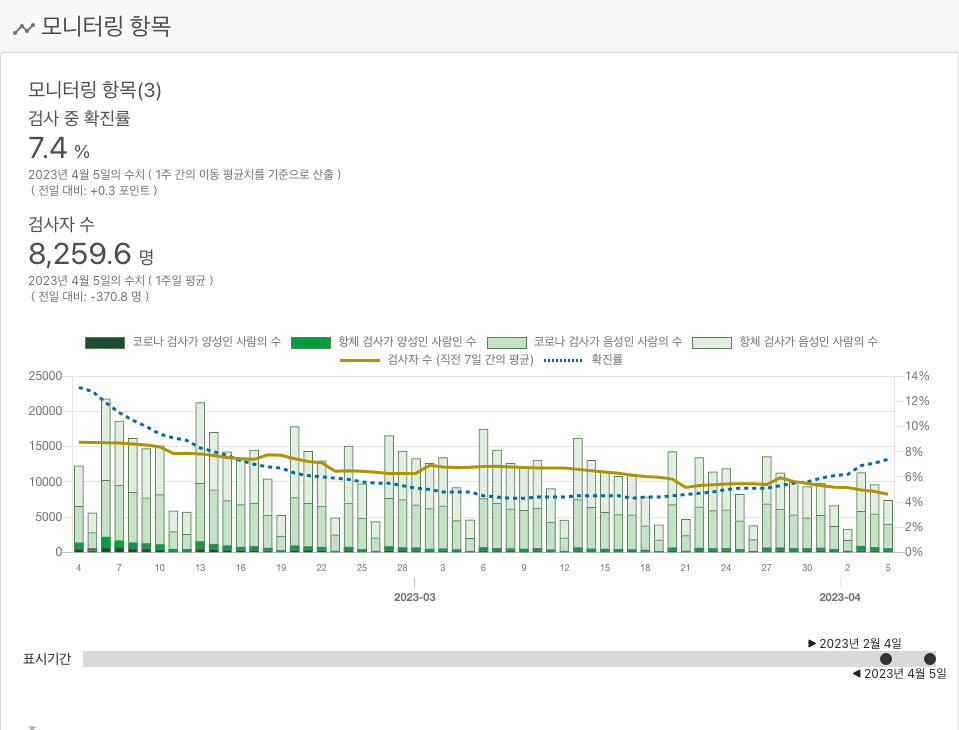 모니터링 항목
모니터링 항목(3)
검사 중 확진률
7.4 %
2023년 4월 5일의 수치 ( 1주 간의 이동 평균치를 기준으로 산출 )
( 전일 대비: +0.3 포인트 )
검사자 수
8,259.6 명
2023년 4월 5일의 수치 ( 1주일 평균 )
( 전일 대비: -370.8 명 )
코로나 검사가 양성인 사람의 수 항체 검사가 양성인 사람인 수 코로나 검사가 음성인 사람의 수 항체 검사가 음성인 사람의 수
검사자 수 (직전 7일 간의 평균) 확진률
25000 14%
12%
20000
10%
15000
8%
10000 6%
4%
5000
2%
0 0%
4 7 10 13 16 19 22 25 28 3 6 9 12 15 18 21 24 27 30 2 5
2023-03 2023-04
▶ 2023년 2월 4일
표시기간
◀ 2023년 4월 5일